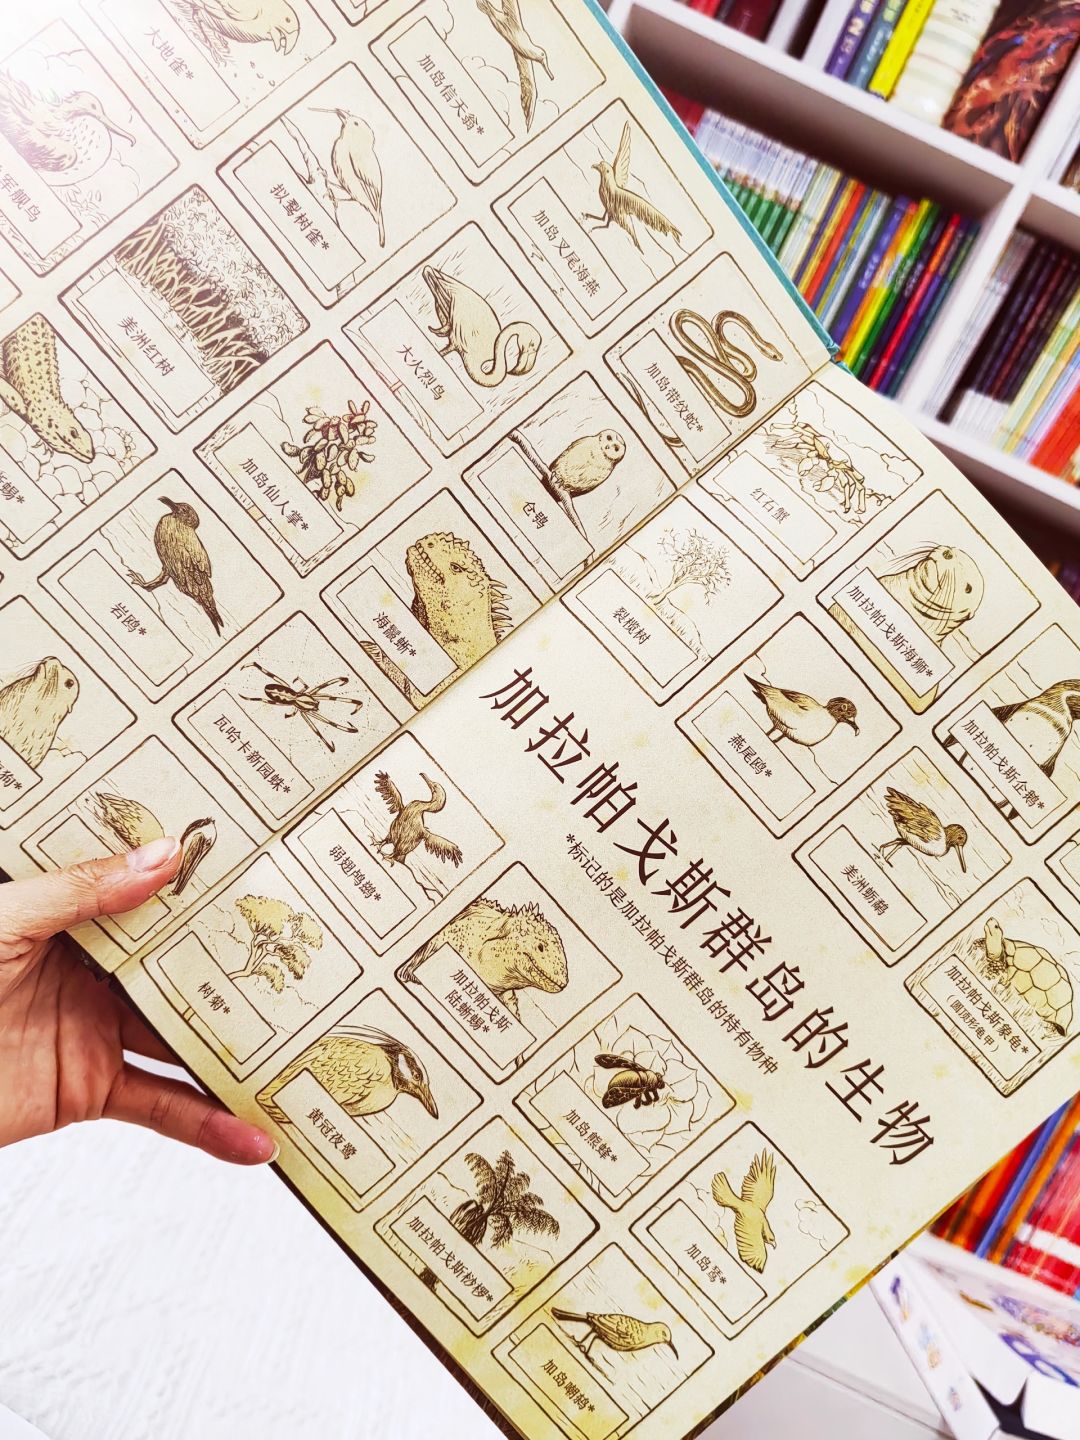 大地雀*
加岛信天翁*
军舰鸟
拟䴕树雀*
加岛叉尾海燕
美洲红树
大火烈鸟
加岛带纹蛇*
蜥蜴*
加岛仙人掌*
仓鸮
红石蟹
岩鸥*
海鬣蜥*
裂榄树
加拉帕戈斯海狮*
狗*
瓦哈卡新园蛛*
燕尾鸥*
加拉帕戈斯企鹅*
弱翅鸬鹚*
美洲蛎鹬
加拉帕戈斯群岛的生物
*标记的是加拉帕戈斯群岛的特有物种
树菊*
加拉帕戈斯
陆鬣蜥*
加拉帕戈斯象龟*
（圆顶形龟甲）
黄冠夜鹭
加岛熊蜂*
加拉帕戈斯桫椤*
加岛鵟*
加岛嘲鸫*